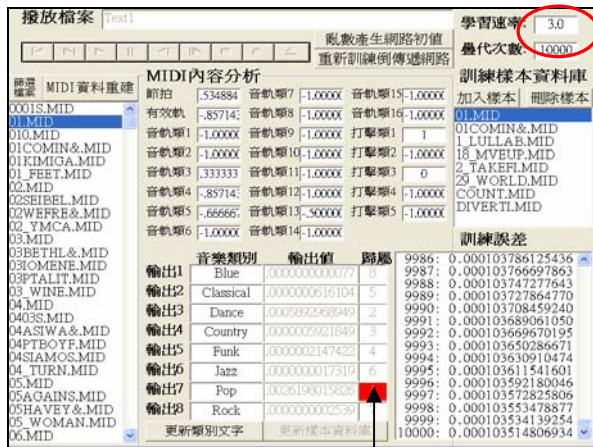 撥放檔案 Text1
學習速率: 3.0
亂數產生網路初值
重新訓練倒傳遞網路
疊代次數: 10000
篩選檔案 MIDI資料重建
MIDI內容分析
訓練樣本資料庫
加入樣本 刪除樣本
節拍 .534884 音軌類7 -1.0000( 音軌類15 -1.0000(
有效軌 -.85714: 音軌類8 -1.0000( 音軌類16 -1.0000(
音軌類1 -1.0000( 音軌類9 -1.0000( 打擊類1 1
音軌類2 -1.0000( 音軌類10 -1.0000( 打擊類2 -1.0000(
音軌類3 .333333 音軌類11 -1.0000( 打擊類3 0
音軌類4 -.85714: 音軌類12 -1.0000( 打擊類4 -1.0000(
音軌類5 -.66666, 音軌類13 -.50000( 打擊類5 -1.0000(
音軌類6 -1.0000( 音軌類14 -1.0000(
0001S.MID
01.MID
010.MID
01COMIN&.MID
01KIMIGA.MID
01_FEET.MID
02.MID
02SEIBEL.MID
02WEFRE&.MID
02_YMCA.MID
03.MID
03BETHL&.MID
03IOMENE.MID
03PTALIT.MID
03_WINE.MID
04.MID
0403S.MID
04ASIWA&.MID
04PTBOYF.MID
04SIAMOS.MID
04_TURN.MID
05.MID
05AGAINS.MID
05HAVEY&.MID
05_WOMAN.MID
06.MID
01.MID
01COMIN&.MID
1_LULLAB.MID
18_MVEUP.MID
2_TAKEFI.MID
29_WORLD.MID
COUNT.MID
DIVERTI.MID
訓練誤差
音樂類別 輸出值 歸屬
輸出1 Blue .0000000000077 8
輸出2 Classical .0000000616104 5
輸出3 Dance .0005892968949 2
輸出4 Country .0000005921849 3
輸出5 Funk .0000002147422 4
輸出6 Jazz .0000000017319 6
輸出7 Pop .0026198015826
輸出8 Rock .0000000002539
更新類別文字 更新樣本資料庫
9986: 0.000103786125436
9987: 0.000103766697863
9988: 0.000103747277643
9989: 0.000103727864770
9990: 0.000103708459240
9991: 0.000103689061050
9992: 0.000103669670195
9993: 0.000103650286671
9994: 0.000103630910474
9995: 0.000103611541601
9996: 0.000103592180046
9997: 0.000103572825806
9998: 0.000103553478877
9999: 0.000103534139254
10000: 0.000103514806934